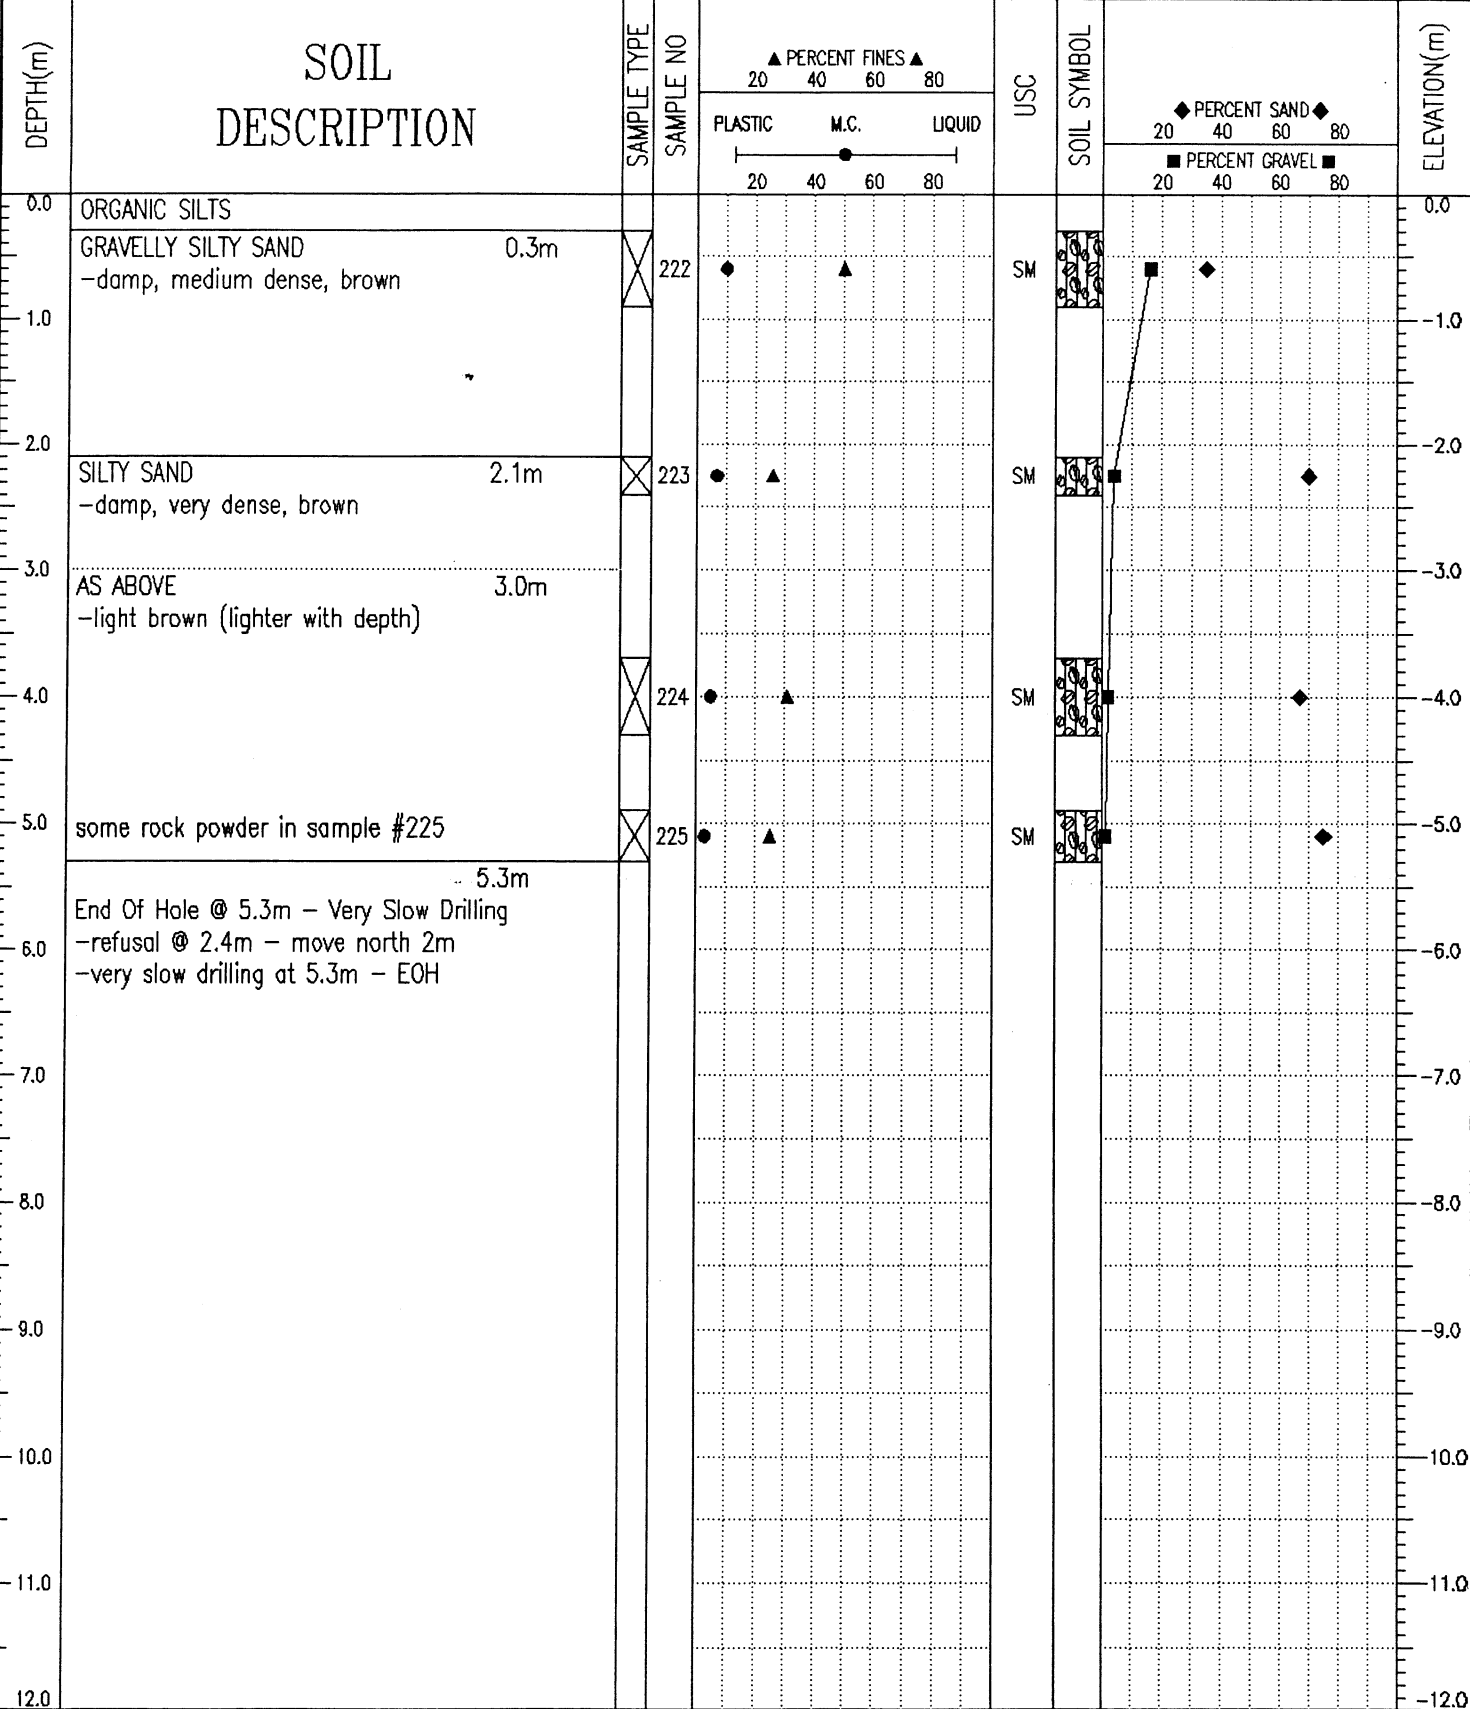 DEPTH(m)
SOIL
DESCRIPTION
SAMPLE TYPE
SAMPLE NO
▲ PERCENT FINES ▲
20 40 60 80
PLASTIC M.C. LIQUID
20 40 60 80
USC
SOIL SYMBOL
◆ PERCENT SAND ◆
20 40 60 80
■ PERCENT GRAVEL ■
20 40 60 80
ELEVATION(m)
0.0 ORGANIC SILTS 0.0
GRAVELLY SILTY SAND 0.3m
222 SM
-damp, medium dense, brown
1.0 -1.0
2.0 -2.0
SILTY SAND 2.1m 223 SM
-damp, very dense, brown
3.0 -3.0
AS ABOVE 3.0m
-light brown (lighter with depth)
4.0 224 SM -4.0
5.0 some rock powder in sample #225 225 SM -5.0
5.3m
End Of Hole @ 5.3m - Very Slow Drilling
-refusal @ 2.4m - move north 2m
6.0 -6.0
-very slow drilling at 5.3m - EOH
7.0 -7.0
8.0 -8.0
9.0 -9.0
10.0 -10.0
11.0 -11.0
12.0 -12.0